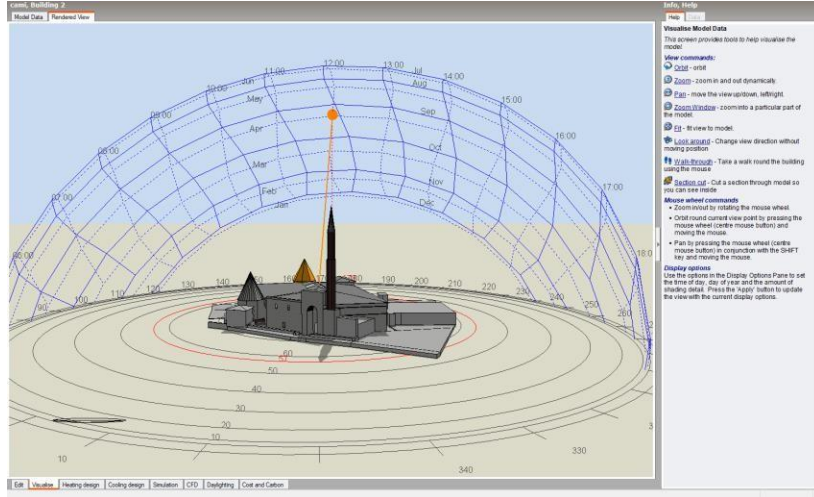 cami, Building 2
Model Data Rendered View
12:00
11:00 13:00 Jul
10:00 Jun 14:00
Aug
May
15:00
09:00 Sep
Apr
16:00
08:00 Oct
Mar
17:00
07:00 Feb Nov
Jan Dec
18:0
140 150 160 170 190 200 210
130 220
120 230
110 240
100 250
90 260
60
50
40
30
20
10
10
330
340
Edit Visualise Heating design Cooling design Simulation CFD Daylighting Cost and Carbon
Info, Help
Help Data
Visualise Model Data
This screen provides tools to help visualise the
model.
View commands:
Orbit - orbit
Zoom - zoom in and out dynamically.
Pan - move the view up/down, left/right.
Zoom Window - zoom into a particular part of
the model.
Fit - fit view to model.
Look around - Change view direction without
moving position
Walk-through - Take a walk round the building
using the mouse
Section cut - Cut a section through model so
you can see inside
Mouse wheel commands
• Zoom in/out by rotating the mouse wheel.
• Orbit round current view point by pressing the
mouse wheel (centre mouse button) and
moving the mouse.
• Pan by pressing the mouse wheel (centre
mouse button) in conjunction with the SHIFT
key and moving the mouse.
Display options
Use the options in the Display Options Pane to set
the time of day, day of year and the amount of
shading detail. Press the 'Apply' button to update
the view with the current display options.